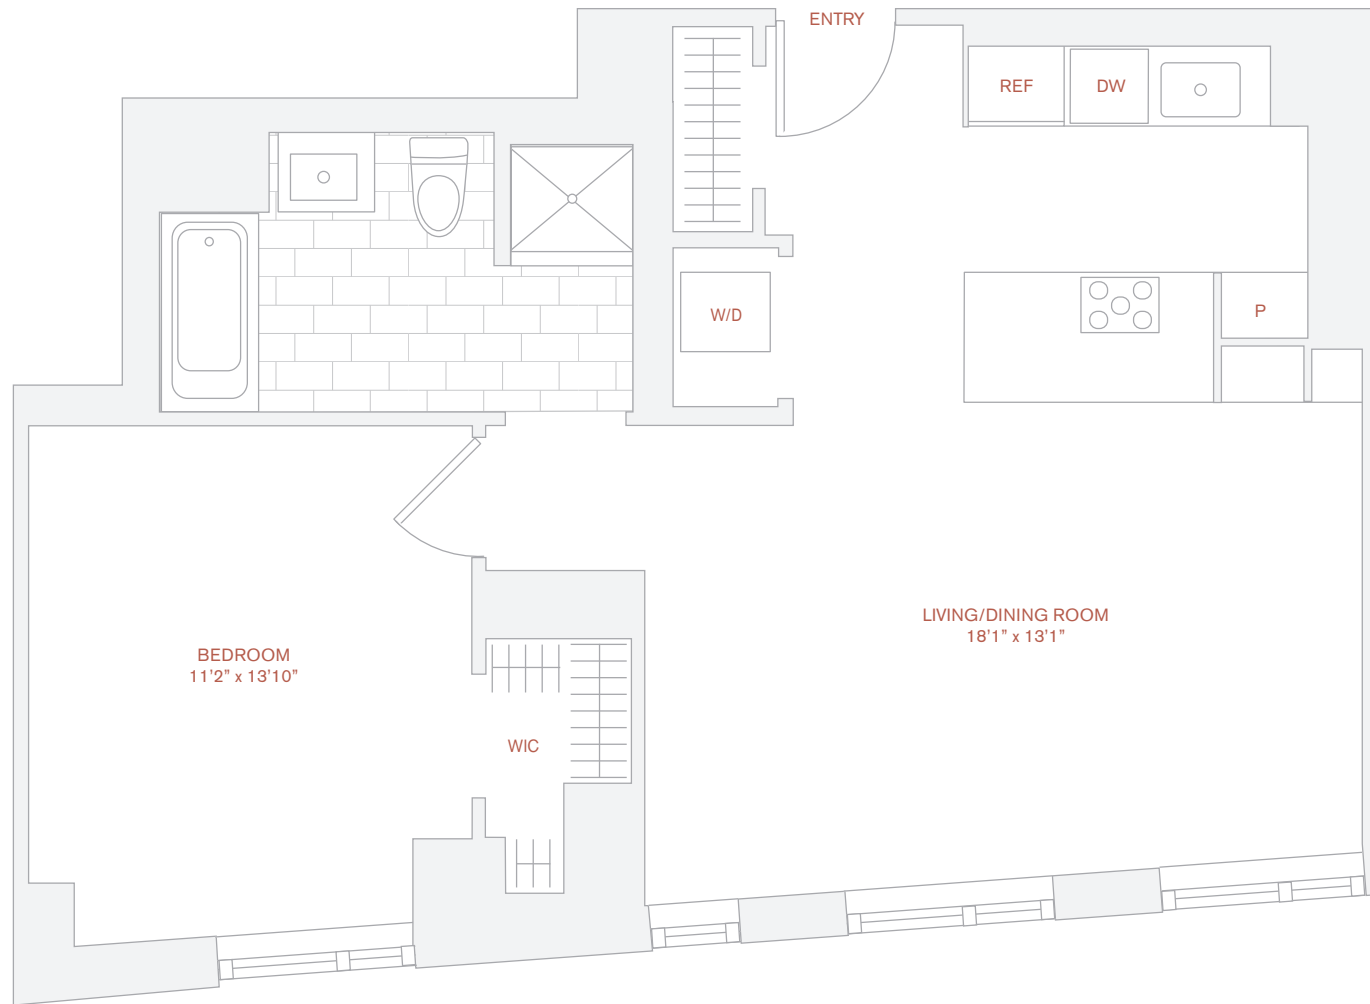 ENTRY
REF
DW
W/D
P
LIVING/DINING ROOM
18'1" x 13'1"
BEDROOM
11'2" x 13'10"
WIC